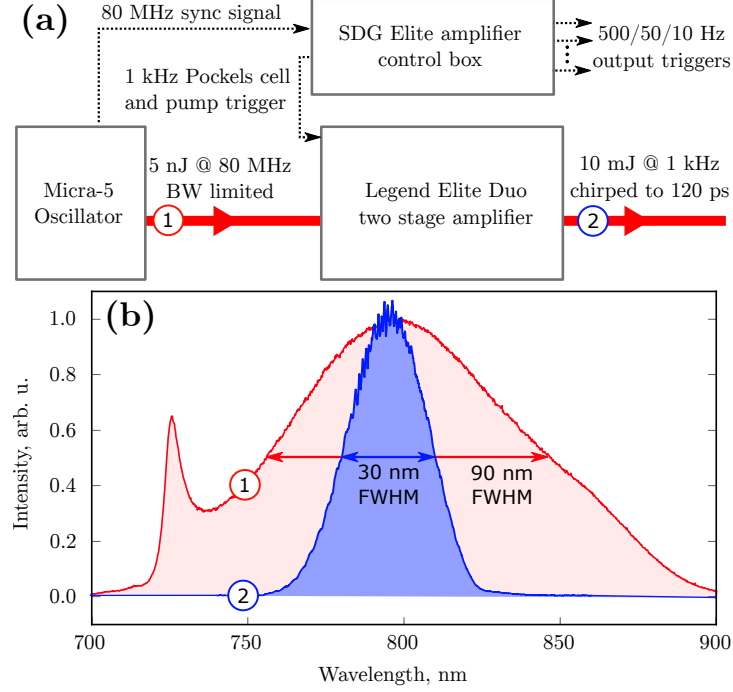 (a)
80 MHz sync signal
SDG Elite amplifier
control box
500/50/10 Hz
output triggers
1 kHz Pockels cell
and pump trigger
Micra-5
Oscillator
5 nJ @ 80 MHz
BW limited
1
Legend Elite Duo
two stage amplifier
10 mJ @ 1 kHz
chirped to 120 ps
2
(b)
Intensity, arb. u.
1.0
0.8
0.6
0.4
0.2
0.0
1
30 nm
FWHM
90 nm
FWHM
2
700
750
800
850
900
Wavelength, nm